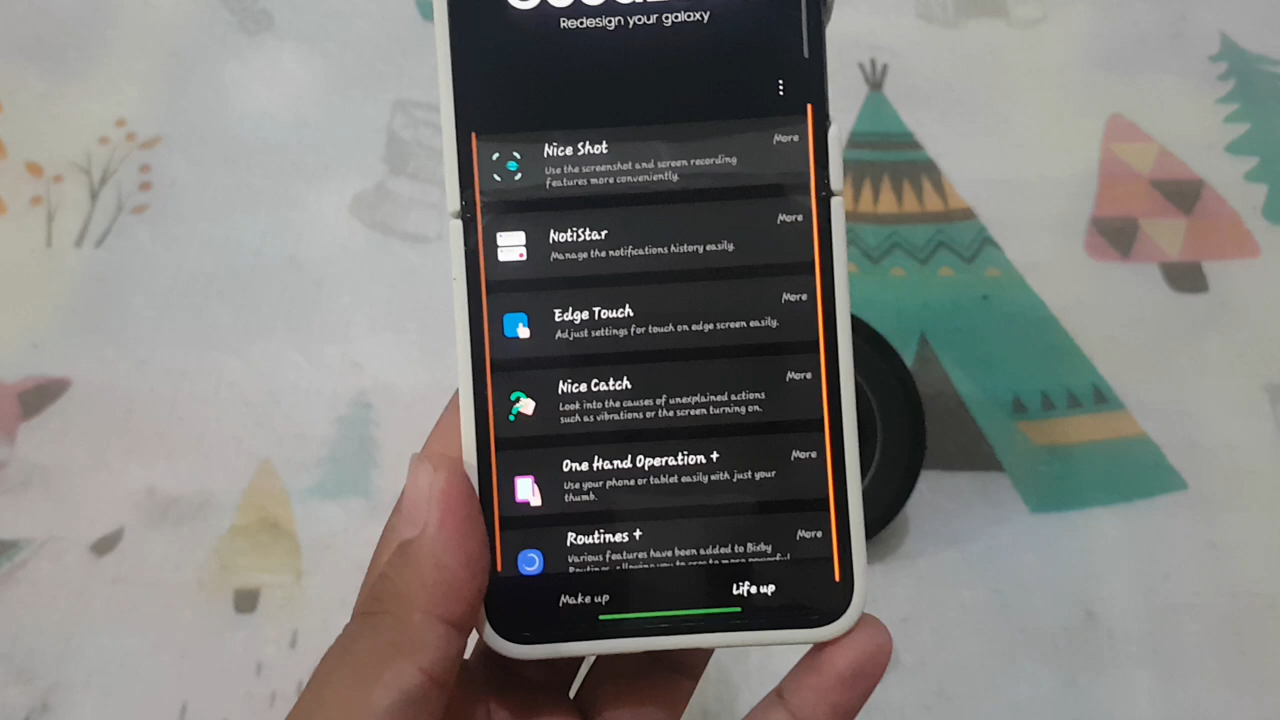 Redesign your galaxy
Nice Shot
More
Use the screenshot and screen recording
features more conveniently.
NotiStar
More
Manage the notifications history easily.
Edge Touch
More
Adjust settings for touch on edge screen easily.
Nice Catch
More
Look into the causes of unexplained actions
such as vibrations or the screen turning on.
One Hand Operation +
More
Use your phone or tablet easily with just your
thumb.
Routines +
More
Various features have been added to Bixby
Make up
Life up